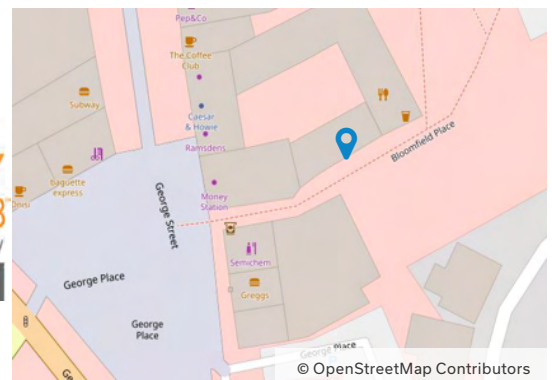 Pep&Co
The Coffee
Club
Subway
Caesar
& Howie
Ramsdens
baguette
express
Money
Station
Bloomfield Place
George Street
Semichem
Greggs
George Place
George
Place
George Place
© OpenStreetMap Contributors